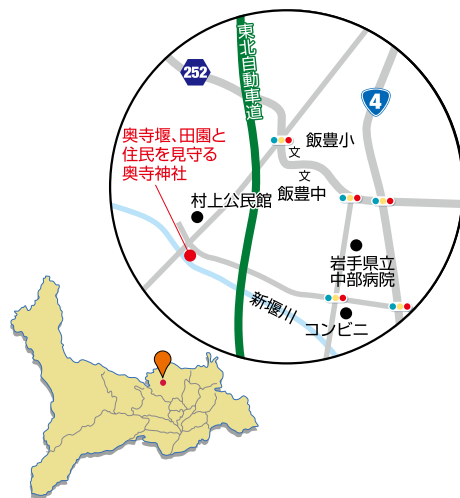 東北自動車道
252
4
奥寺堰、田園と
住民を見守る
奥寺神社
飯豊小
文
文
飯豊中
村上公民館
岩手県立
中部病院
新堰川
コンビニ